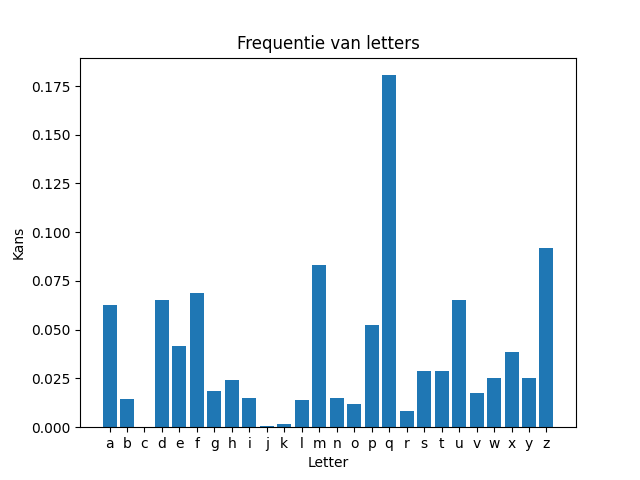 Frequentie van letters
Kans
0.175
0.150
0.125
0.100
0.075
0.050
0.025
0.000
a b c d e f g h i j k l m n o p q r s t u v w x y z
Letter